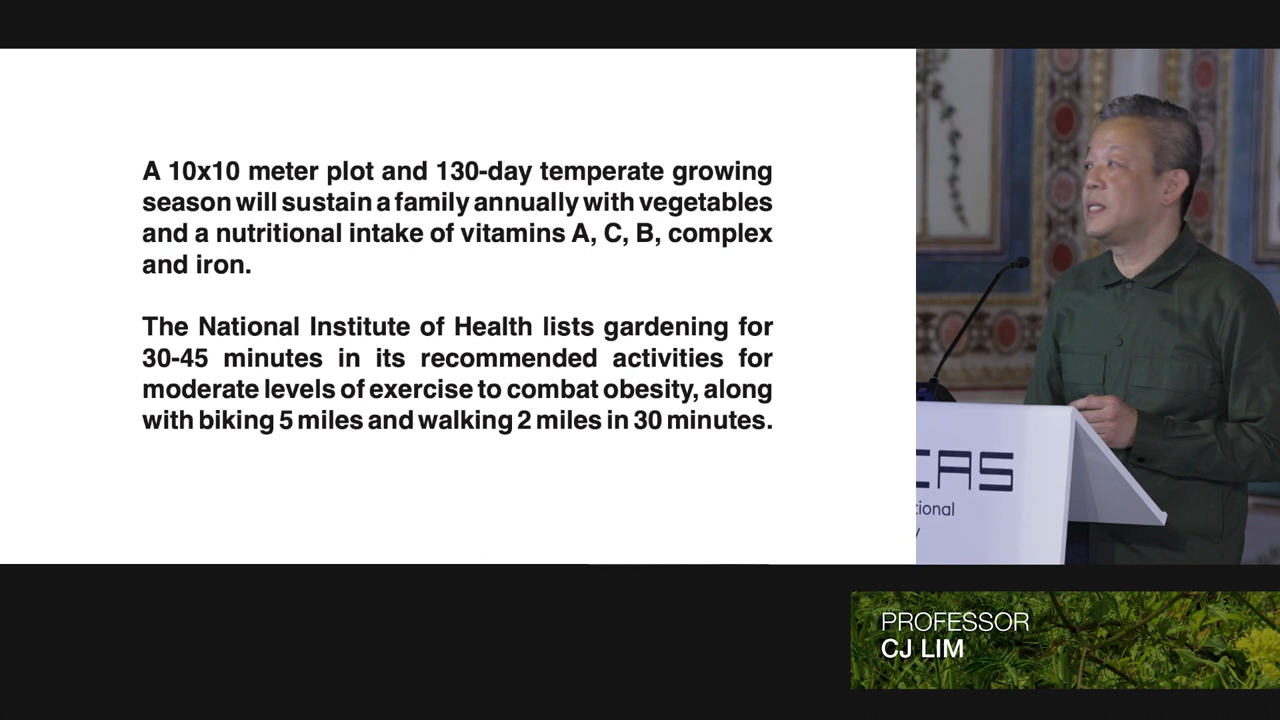 A 10x10 meter plot and 130-day temperate growing
season will sustain a family annually with vegetables
and a nutritional intake of vitamins A, C, B, complex
and iron.
The National Institute of Health lists gardening for
30-45 minutes in its recommended activities for
moderate levels of exercise to combat obesity, along
with biking 5 miles and walking 2 miles in 30 minutes.
CAS
tional
y
PROFESSOR
CJ LIM